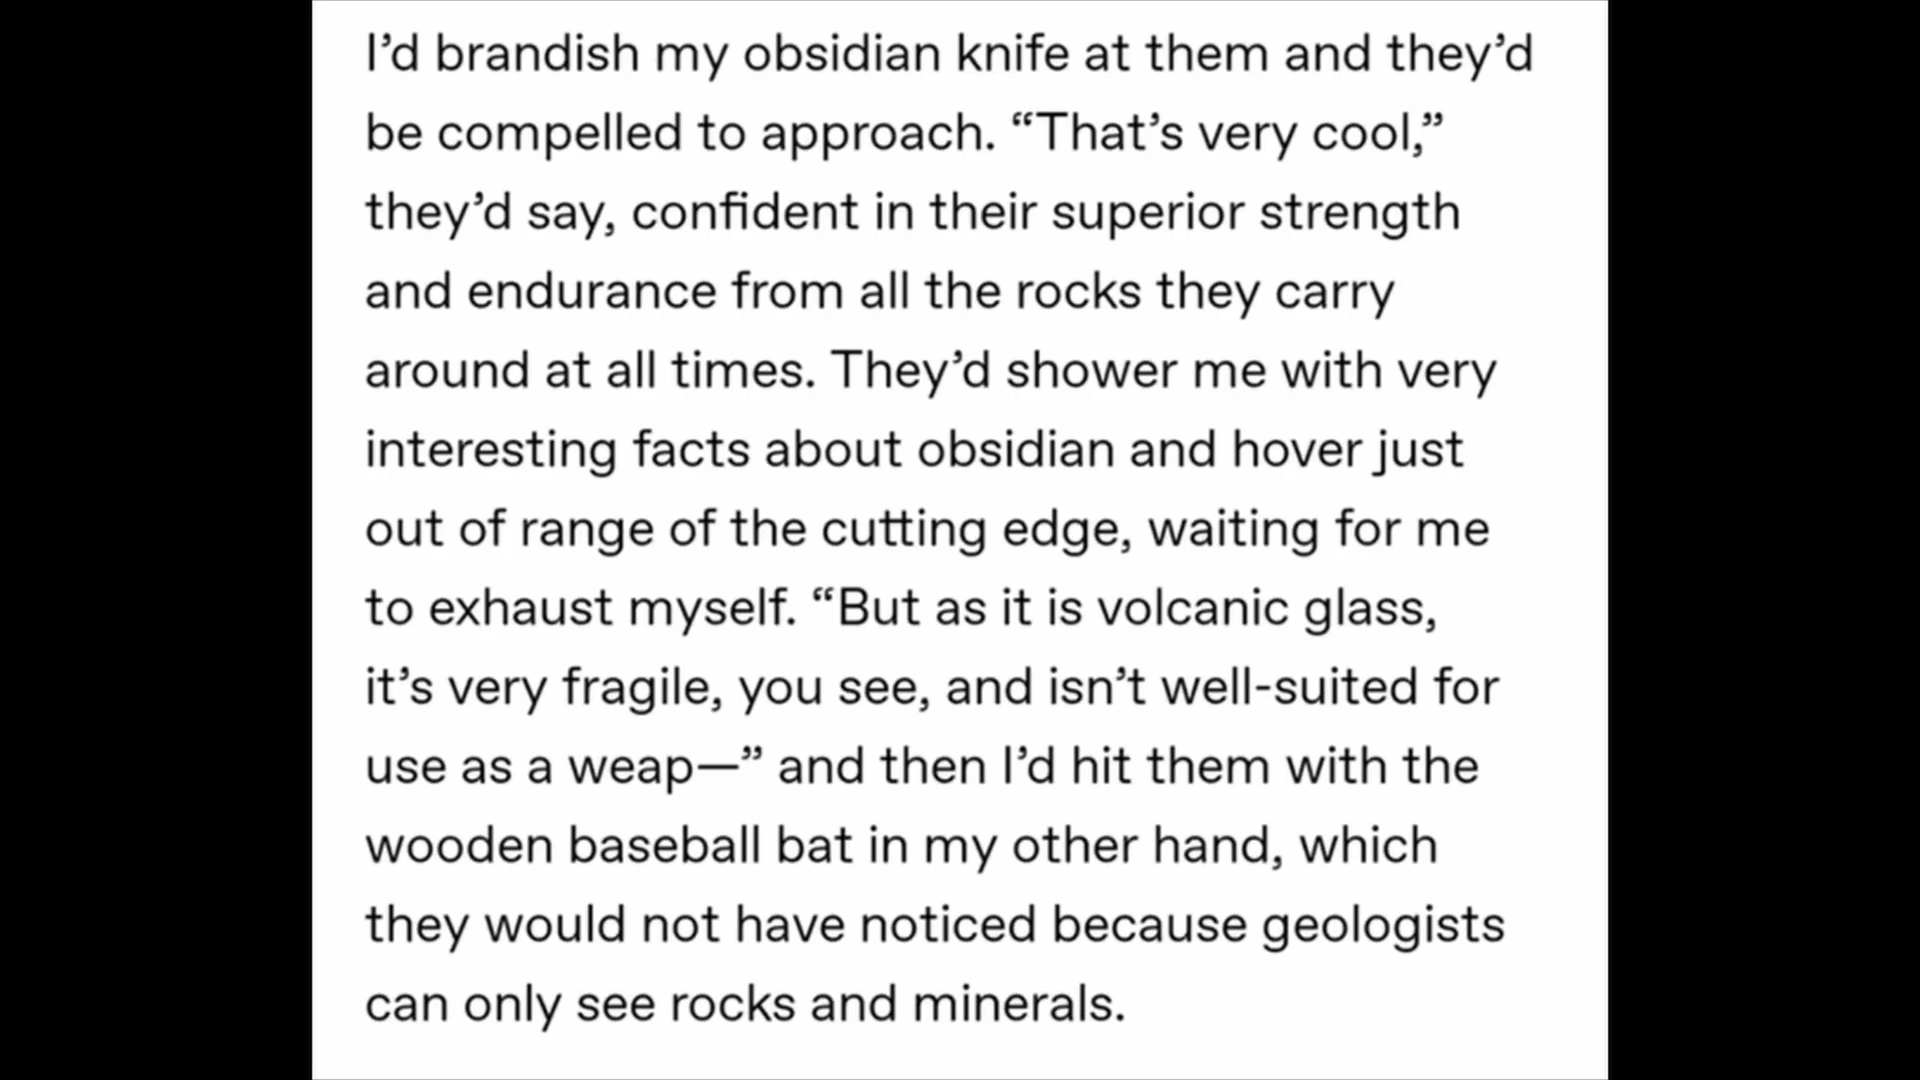 I’d brandish my obsidian knife at them and they’d
be compelled to approach. “That’s very cool,”
they’d say, confident in their superior strength
and endurance from all the rocks they carry
around at all times. They’d shower me with very
interesting facts about obsidian and hover just
out of range of the cutting edge, waiting for me
to exhaust myself. “But as it is volcanic glass,
it’s very fragile, you see, and isn’t well-suited for
use as a weap—” and then I’d hit them with the
wooden baseball bat in my other hand, which
they would not have noticed because geologists
can only see rocks and minerals.